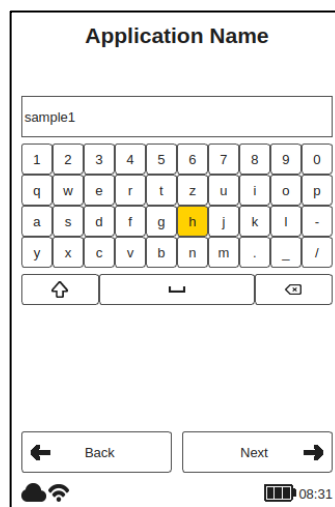 Application Name
sample1
1 2 3 4 5 6 7 8 9 0
q w e r t z u i o p
a s d f g h j k l -
y x c v b n m . _ /
Back Next
08:31